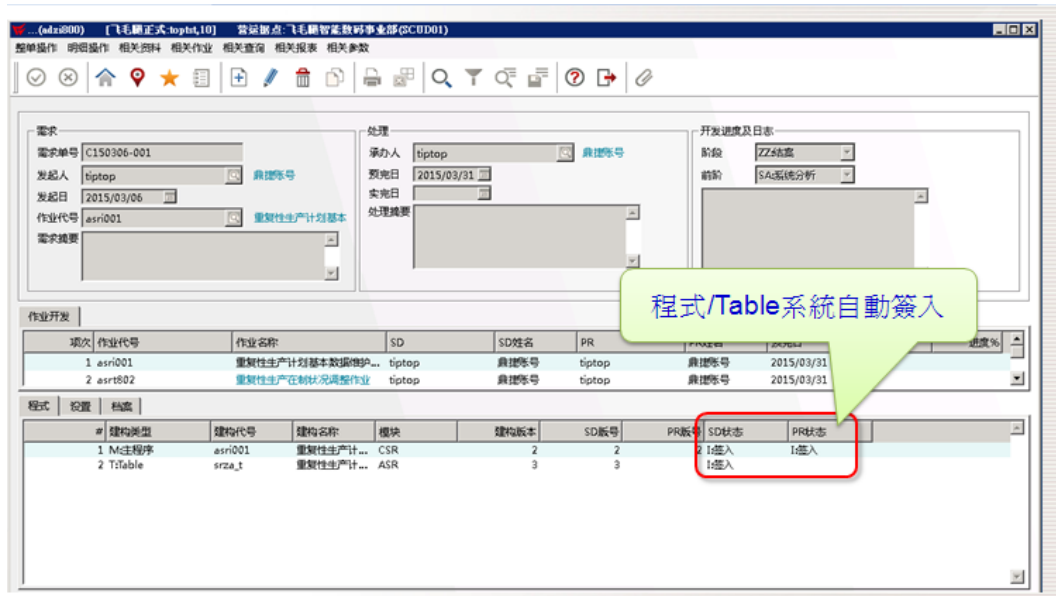 ...(adzi800) [飞毛腿正式:toptst,10] 营运据点:飞毛腿智能数码事业部(SCUD01)
整单操作 明细操作 相关资料 相关作业 相关查询 相关报表 相关参数
需求
需求单号 C150306-001
发起人 tiptop 鼎捷帐号
发起日 2015/03/06
作业代号 asri001 重复性生产计划基本
需求摘要
处理
承办人 tiptop 鼎捷帐号
预完日 2015/03/31
实完日
处理摘要
开发进度及日志
阶段 ZZ:结案
前阶 SA:系统分析
程式/Table系統自動簽入
作业开发
项次 作业代号 作业名称 SD SD姓名 PR PR姓名 预完日 进度%
1 asri001 重复性生产计划基本数据维护... tiptop 鼎捷帐号 tiptop 鼎捷帐号 2015/03/31
2 asrt802 重复性生产在制状况调整作业 tiptop 鼎捷帐号 tiptop 鼎捷帐号 2015/03/31
程式 设置 档案
# 建构类型 建构代号 建构名称 模块 建构版本 SD版号 PR版号 SD状态 PR状态
1 M:主程序 asri001 重复性生产计... CSR 2 2 2 I:签入 I:签入
2 T:Table srza_t 重复性生产计... ASR 3 3 I:签入